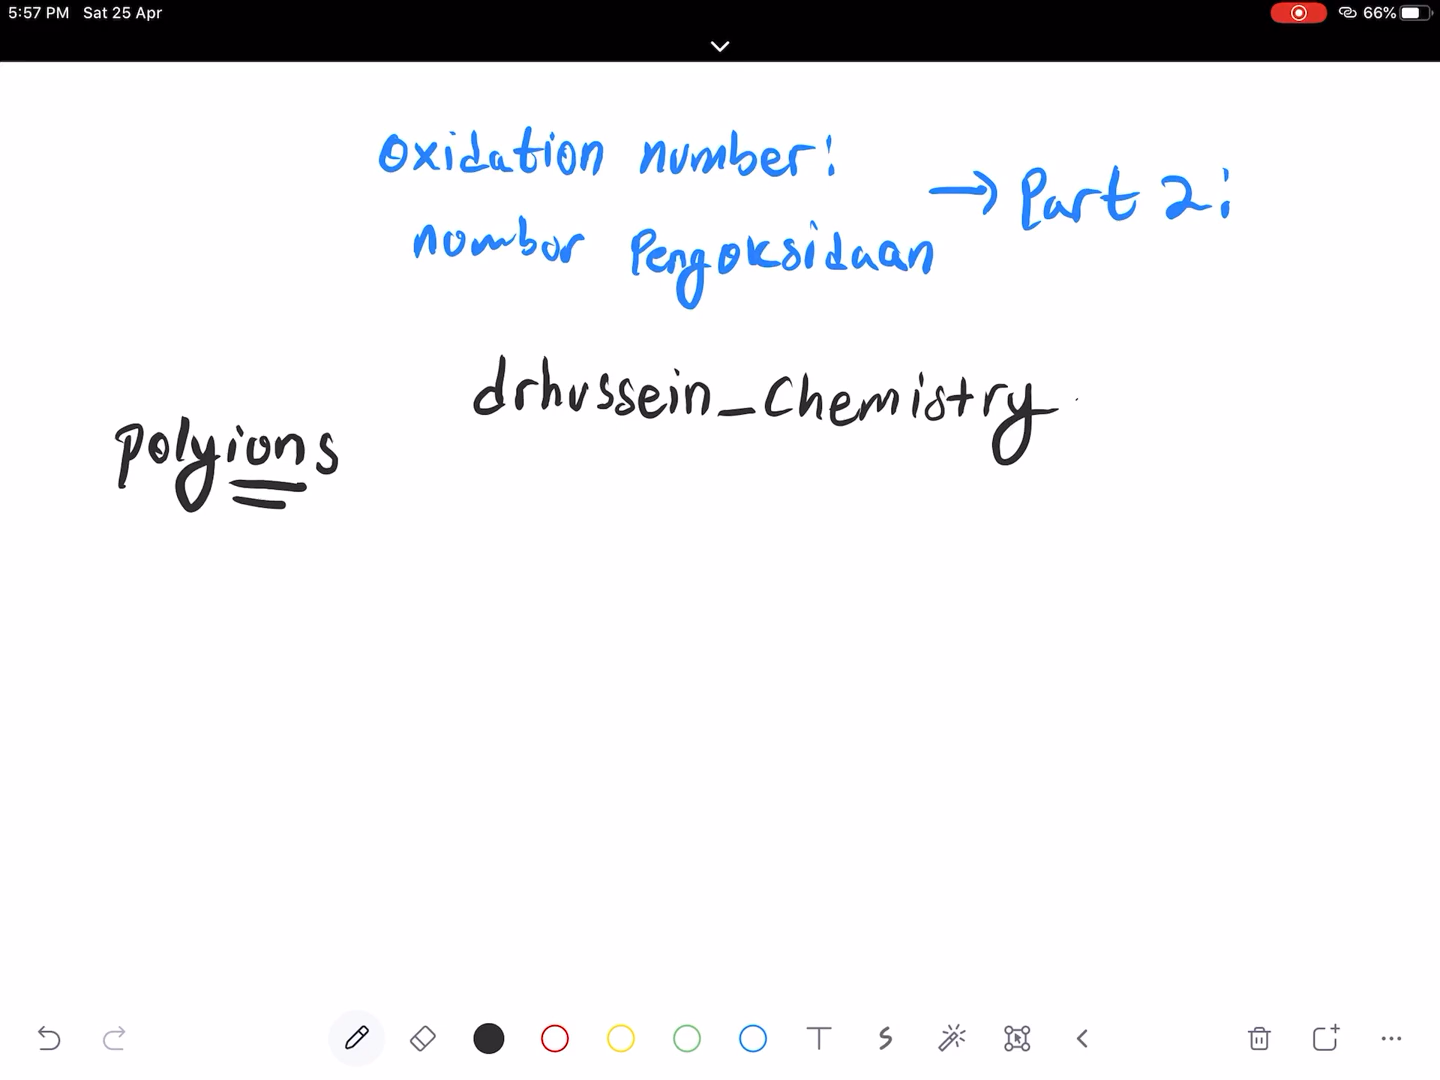 5:57 PM Sat 25 Apr
66%
Oxidation number:
→ Part 2:
nombor Pengoksidaan
drhussein_Chemistry
polyions